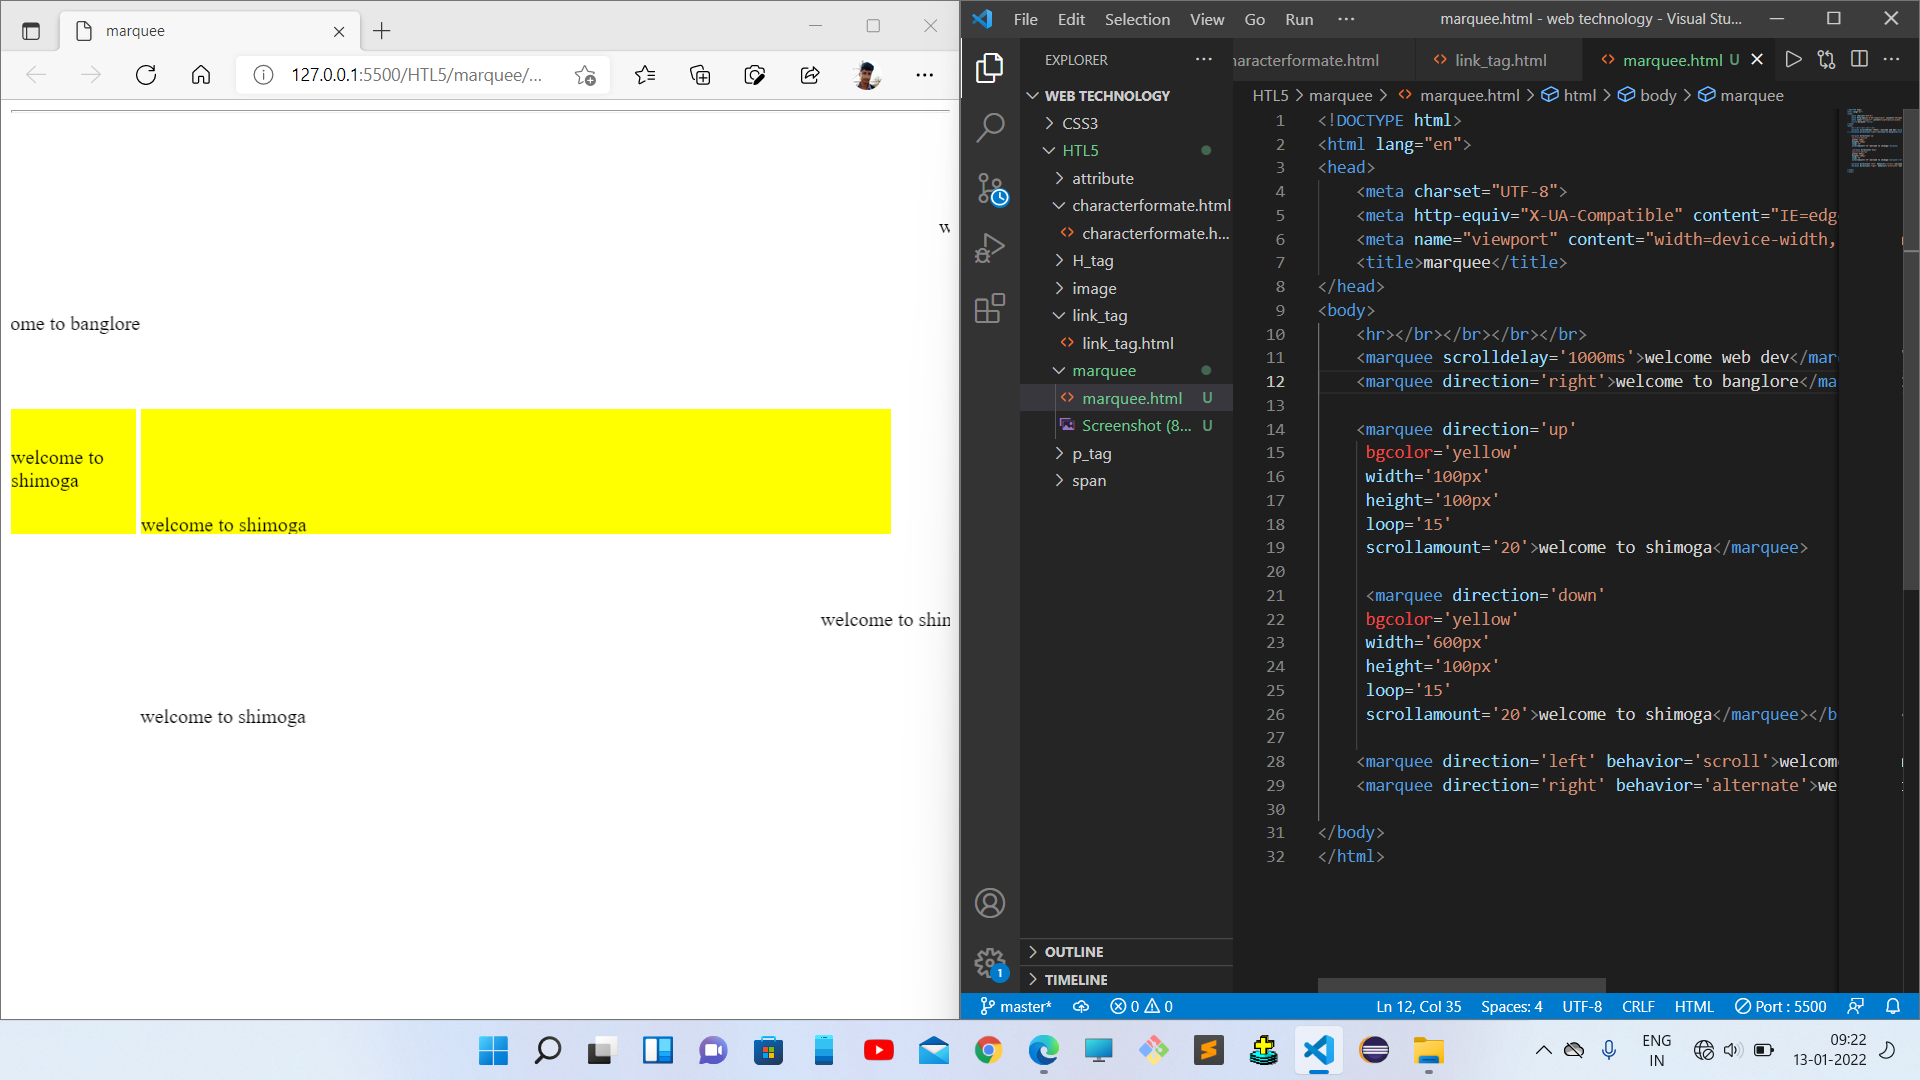 marquee
127.0.0.1:5500/HTL5/marquee/...
w
ome to banglore
welcome to
shimoga
welcome to shimoga
welcome to shin
welcome to shimoga
File Edit Selection View Go Run ···
marquee.html - web technology - Visual Stu...
EXPLORER
WEB TECHNOLOGY
CSS3
HTL5
attribute
characterformate.html
characterformate.h...
H_tag
image
link_tag
link_tag.html
marquee
marquee.html U
Screenshot (8... U
p_tag
span
OUTLINE
TIMELINE
haracterformate.html
link_tag.html
marquee.html U
HTL5 > marquee > marquee.html > html > body > marquee
1 <!DOCTYPE html>
2 <html lang="en">
3 <head>
4 <meta charset="UTF-8">
5 <meta http-equiv="X-UA-Compatible" content="IE=edg
6 <meta name="viewport" content="width=device-width,
7 <title>marquee</title>
8 </head>
9 <body>
10 <hr></br></br></br></br>
11 <marquee scrolldelay='1000ms'>welcome web dev</mar
12 <marquee direction='right'>welcome to banglore</ma
13
14 <marquee direction='up'
15 bgcolor='yellow'
16 width='100px'
17 height='100px'
18 loop='15'
19 scrollamount='20'>welcome to shimoga</marquee>
20
21 <marquee direction='down'
22 bgcolor='yellow'
23 width='600px'
24 height='100px'
25 loop='15'
26 scrollamount='20'>welcome to shimoga</marquee></b
27
28 <marquee direction='left' behavior='scroll'>welcom
29 <marquee direction='right' behavior='alternate'>we
30
31 </body>
32 </html>
1
master* 0 0
Ln 12, Col 35 Spaces: 4 UTF-8 CRLF HTML Port : 5500
ENG
IN
09:22
13-01-2022